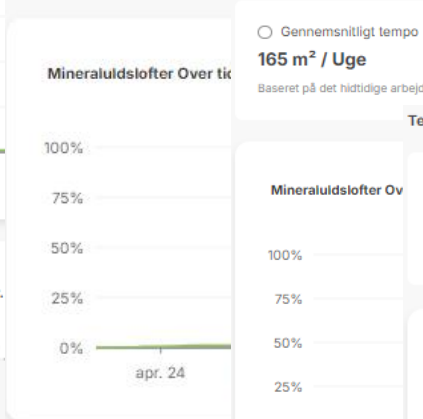 Gennemsnitligt tempo
165 m² / Uge
Baseret på det hidtidige arbejd
Te
Mineraluldslofter Over tid
100%
75%
50%
25%
0%
apr. 24
Mineraluldslofter Ov
100%
75%
50%
25%